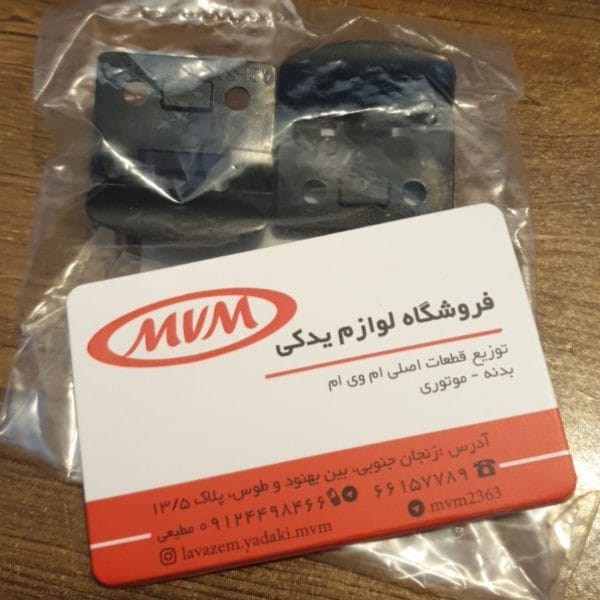 MVM
فروشگاه لوازم یدکی
توزیع قطعات اصلی ام وی ام
بدنه - موتوری
آدرس :زنجان جنوبی، بین بهنود و طوس، پلاک ۱۳/۵
۶۶۱۵۷۷۸۹
۰۹۱۲۴۴۹۸۴۶۶ مطیعی
mvm2363
lavazem.yadaki.mvm